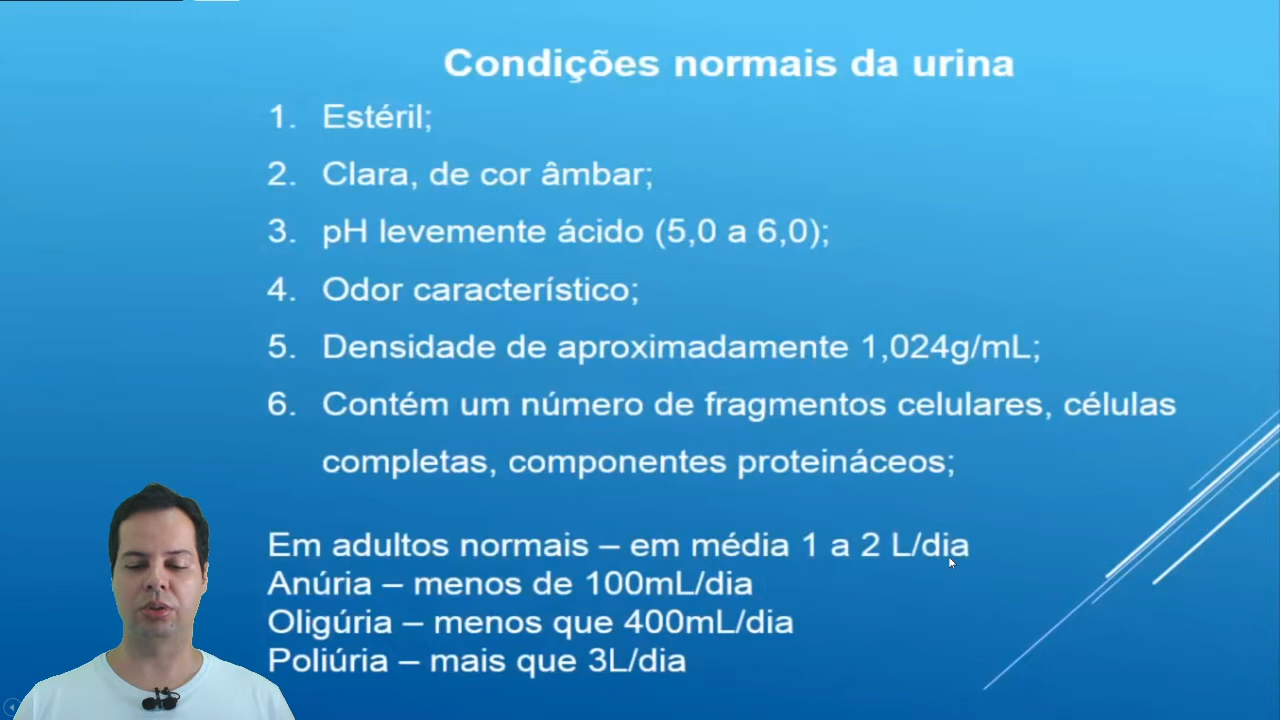 Condições normais da urina
1. Estéril;
2. Clara, de cor âmbar;
3. pH levemente ácido (5,0 a 6,0);
4. Odor característico;
5. Densidade de aproximadamente 1,024g/mL;
6. Contém um número de fragmentos celulares, células
completas, componentes proteináceos;
Em adultos normais – em média 1 a 2 L/dia
Anúria – menos de 100mL/dia
Oligúria – menos que 400mL/dia
Poliúria – mais que 3L/dia